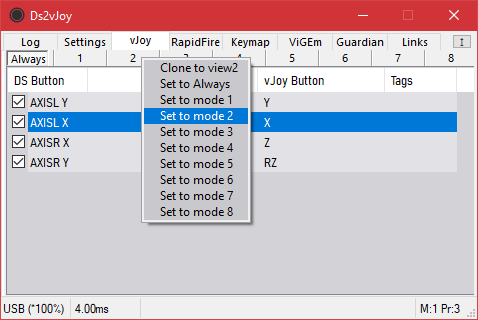 Ds2vJoy
Log Settings vJoy RapidFire Keymap ViGEm Guardian Links
Always 1 2 3 4 5 6 7 8
DS Button vJoy Button Tags
AXISL Y Y
AXISL X X
AXISR X Z
AXISR Y RZ
Clone to view2
Set to Always
Set to mode 1
Set to mode 2
Set to mode 3
Set to mode 4
Set to mode 5
Set to mode 6
Set to mode 7
Set to mode 8
USB (*100%) 4.00ms M:1 Pr:3